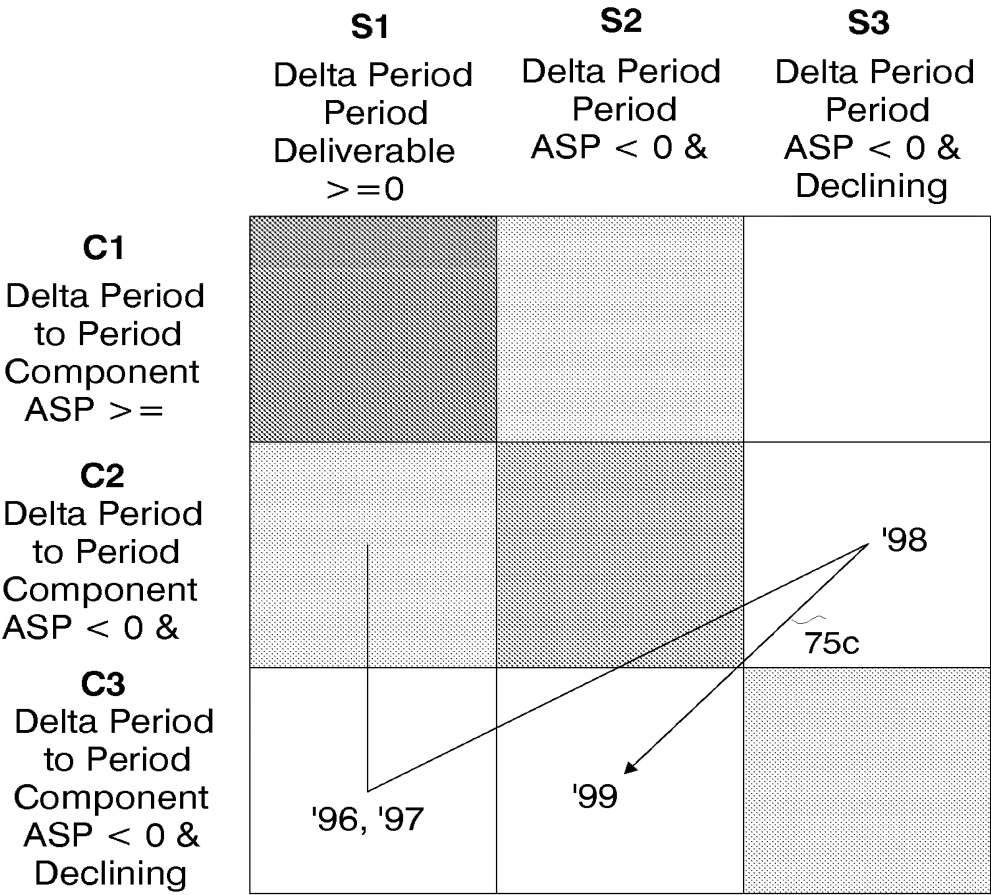 S1
Delta Period
Period
Deliverable
>=0
S2
Delta Period
Period
ASP < 0 &
S3
Delta Period
Period
ASP < 0 &
Declining
C1
Delta Period
to Period
Component
ASP >=
C2
Delta Period
to Period
Component
ASP < 0 &
C3
Delta Period
to Period
Component
ASP < 0 &
Declining
'98
75c
'96, '97
'99